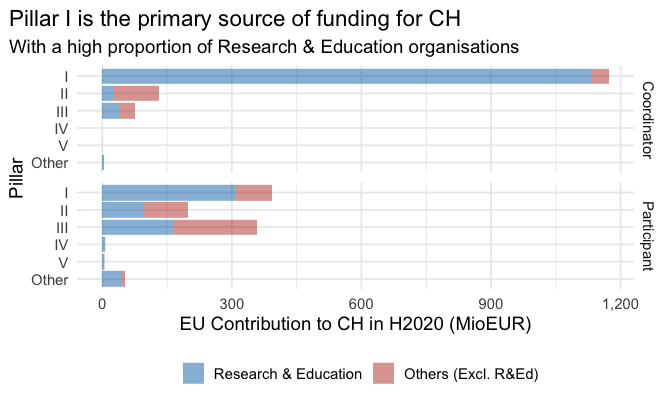 Pillar I is the primary source of funding for CH
With a high proportion of Research & Education organisations
Pillar
I
II
III
IV
V
Other
Coordinator
I
II
III
IV
V
Other
Participant
0 300 600 900 1,200
EU Contribution to CH in H2020 (MioEUR)
Research & Education Others (Excl. R&Ed)